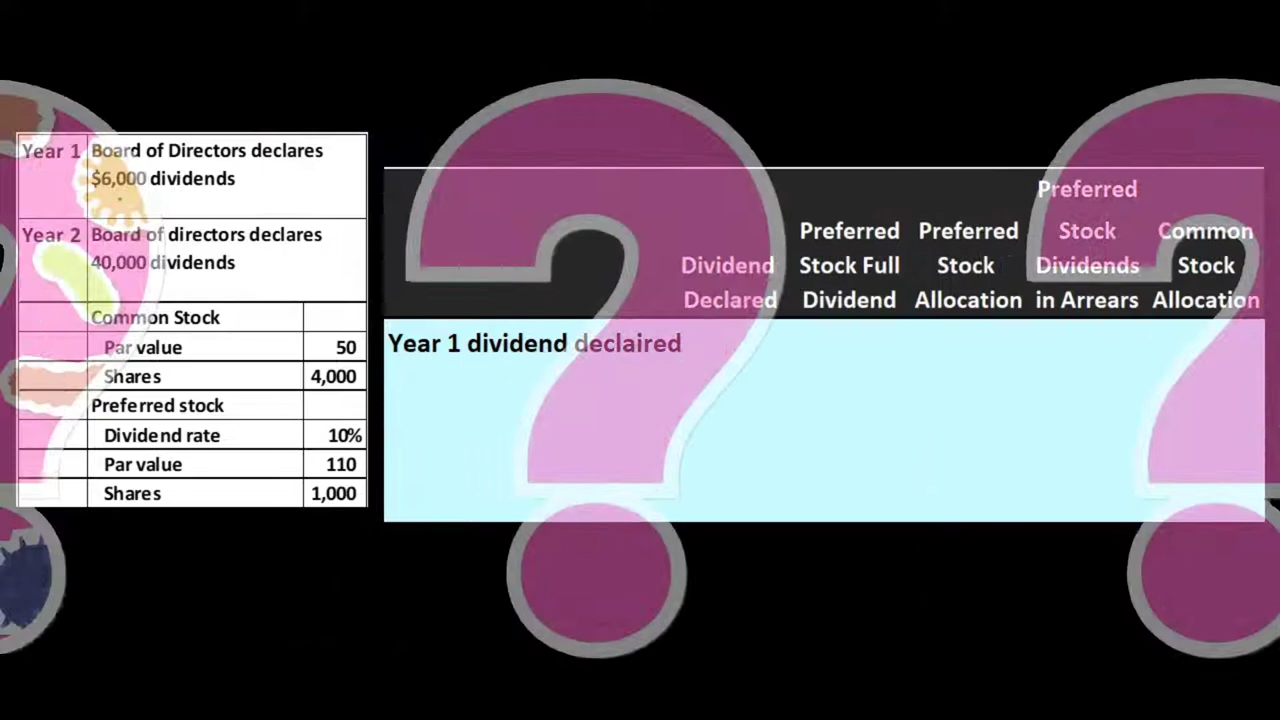 Year 1 Board of Directors declares
$6,000 dividends
Year 2 Board of directors declares
40,000 dividends
Common Stock
Par value 50
Shares 4,000
Preferred stock
Dividend rate 10%
Par value 110
Shares 1,000
Preferred
Preferred Preferred Stock Common
Dividend Stock Full Stock Dividends Stock
Declared Dividend Allocation in Arrears Allocation
Year 1 dividend declaired